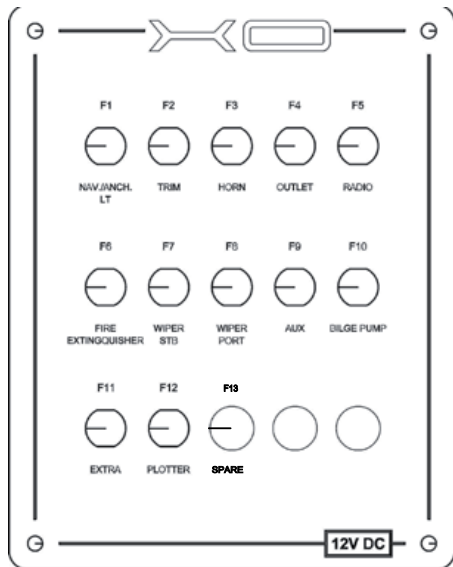 F1 F2 F3 F4 F5
NAV./ANCH. LT TRIM HORN OUTLET RADIO
F6 F7 F8 F9 F10
FIRE EXTINGQUISHER WIPER STB WIPER PORT AUX BILGE PUMP
F11 F12 F13
EXTRA PLOTTER SPARE
12V DC